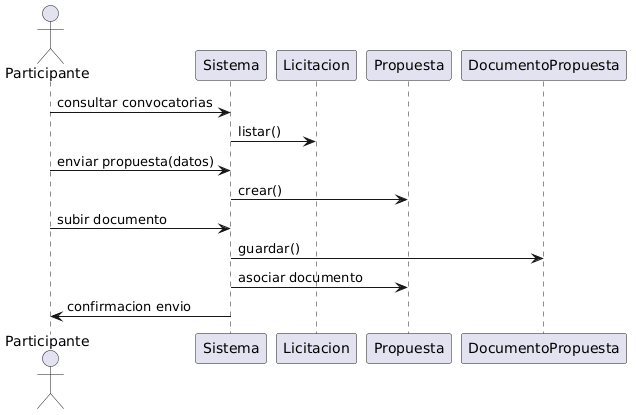 Participante
Sistema
Licitacion
Propuesta
DocumentoPropuesta
consultar convocatorias
listar()
enviar propuesta(datos)
crear()
subir documento
guardar()
asociar documento
confirmacion envio
Participante
Sistema
Licitacion
Propuesta
DocumentoPropuesta